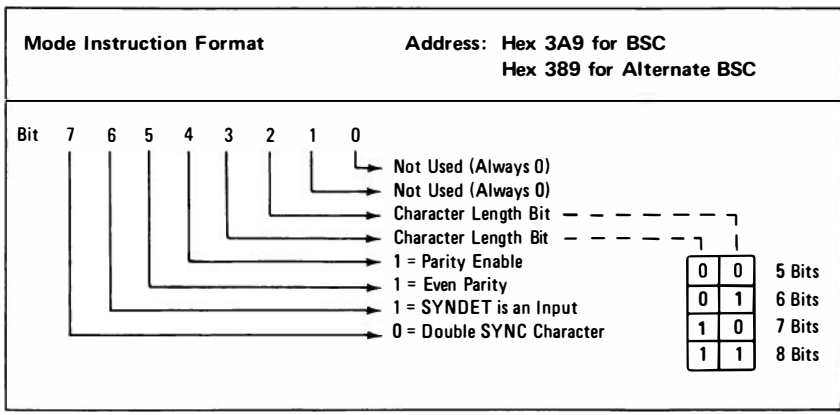 Mode Instruction Format Address: Hex 3A9 for BSC
Hex 389 for Alternate BSC
Bit 7 6 5 4 3 2 1 0
Not Used (Always 0)
Not Used (Always 0)
Character Length Bit
Character Length Bit
1 = Parity Enable
0 0 5 Bits
1 = Even Parity
0 1 6 Bits
1 = SYNDET is an Input
1 0 7 Bits
0 = Double SYNC Character
1 1 8 Bits